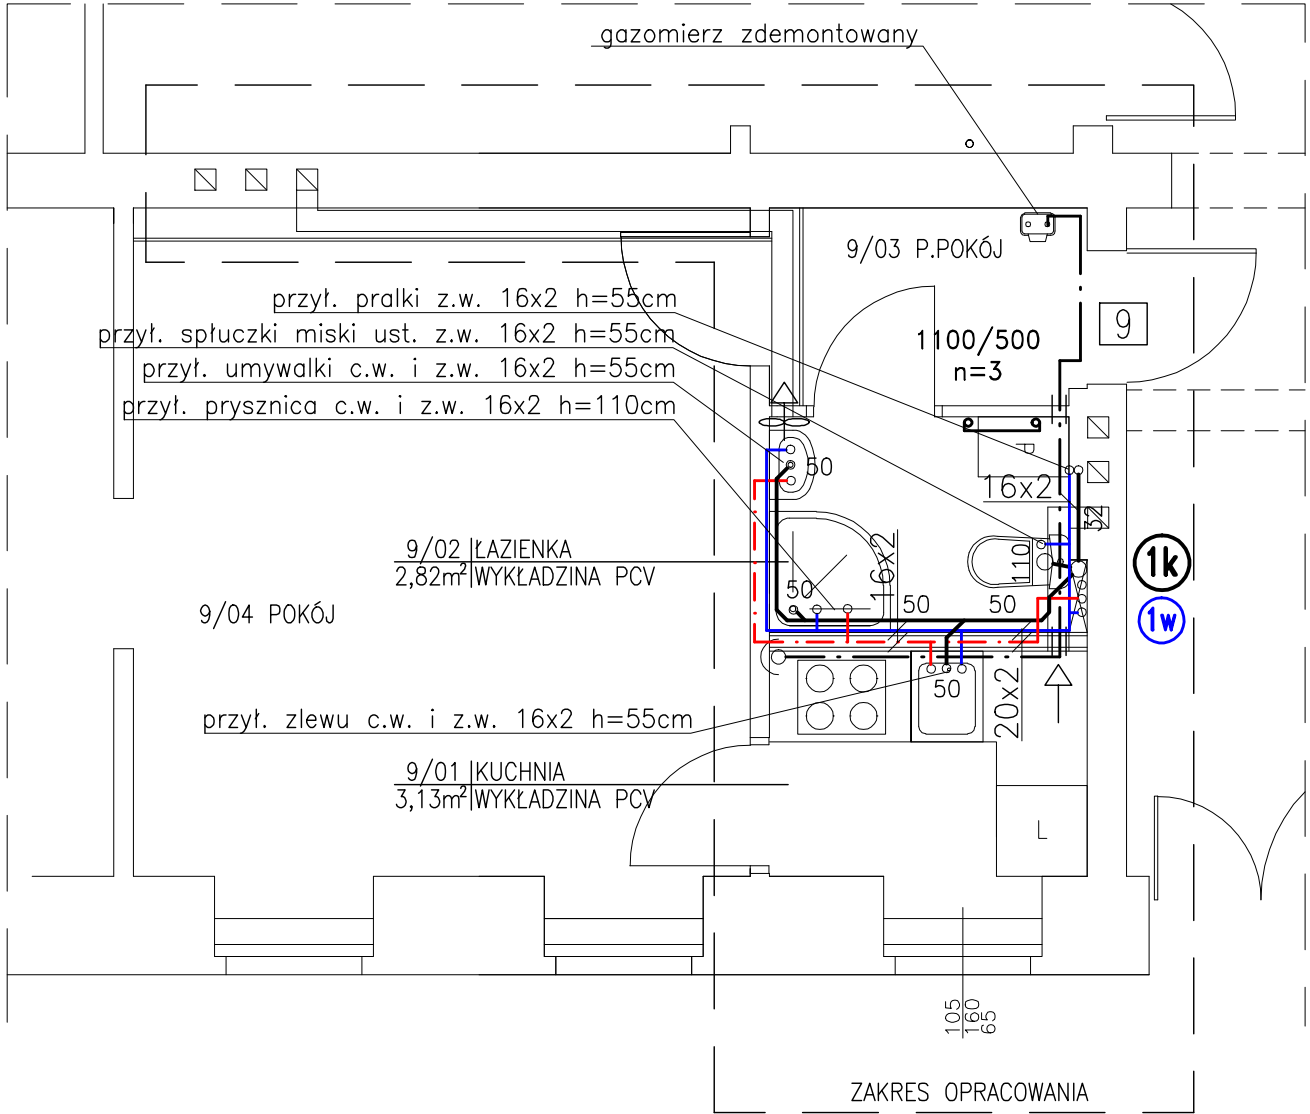 gazomierz zdemontowany
9/03 P.POKÓJ
przył. pralki z.w. 16x2 h=55cm
przył. spłuczki miski ust. z.w. 16x2 h=55cm
przył. umywalki c.w. i z.w. 16x2 h=55cm
przył. prysznica c.w. i z.w. 16x2 h=110cm
1100/500
n=3
9
P
50
16x2
32
9/02 ŁAZIENKA
2,82m² WYKŁADZINA PCV
16x2
110
1k
50
50
50
1w
9/04 POKÓJ
50
20x2
przył. zlewu c.w. i z.w. 16x2 h=55cm
9/01 KUCHNIA
3,13m² WYKŁADZINA PCV
L
105
160
65
ZAKRES OPRACOWANIA